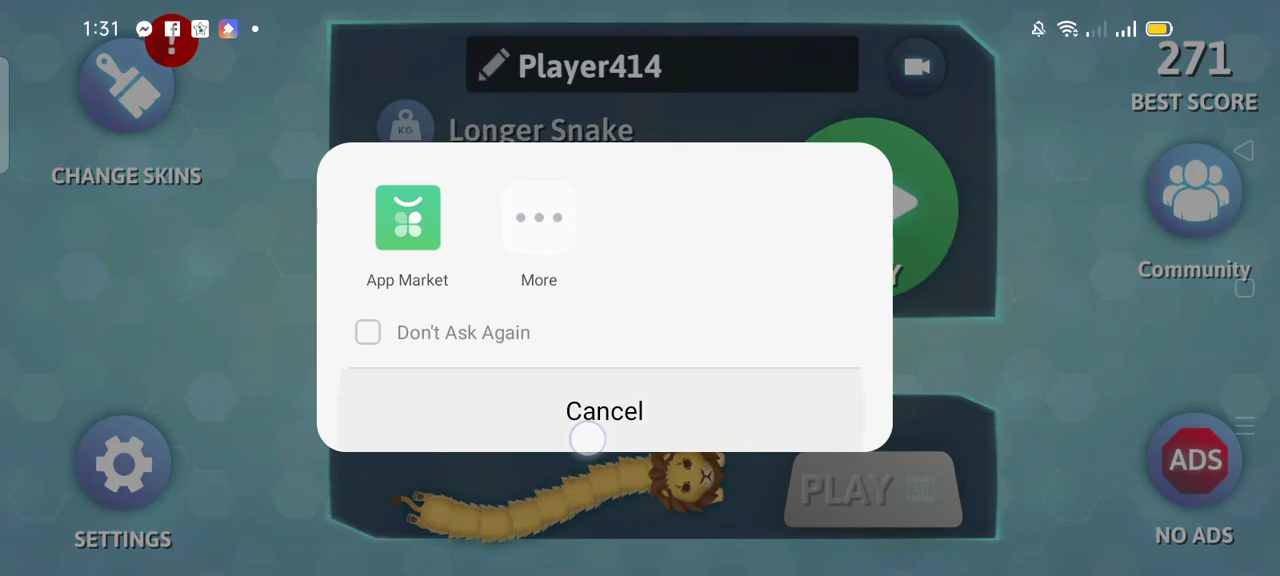 1:31
Player414
271
BEST SCORE
KG
Longer Snake
CHANGE SKINS
App Market
More
Community
Don't Ask Again
Cancel
PLAY
ADS
SETTINGS
NO ADS